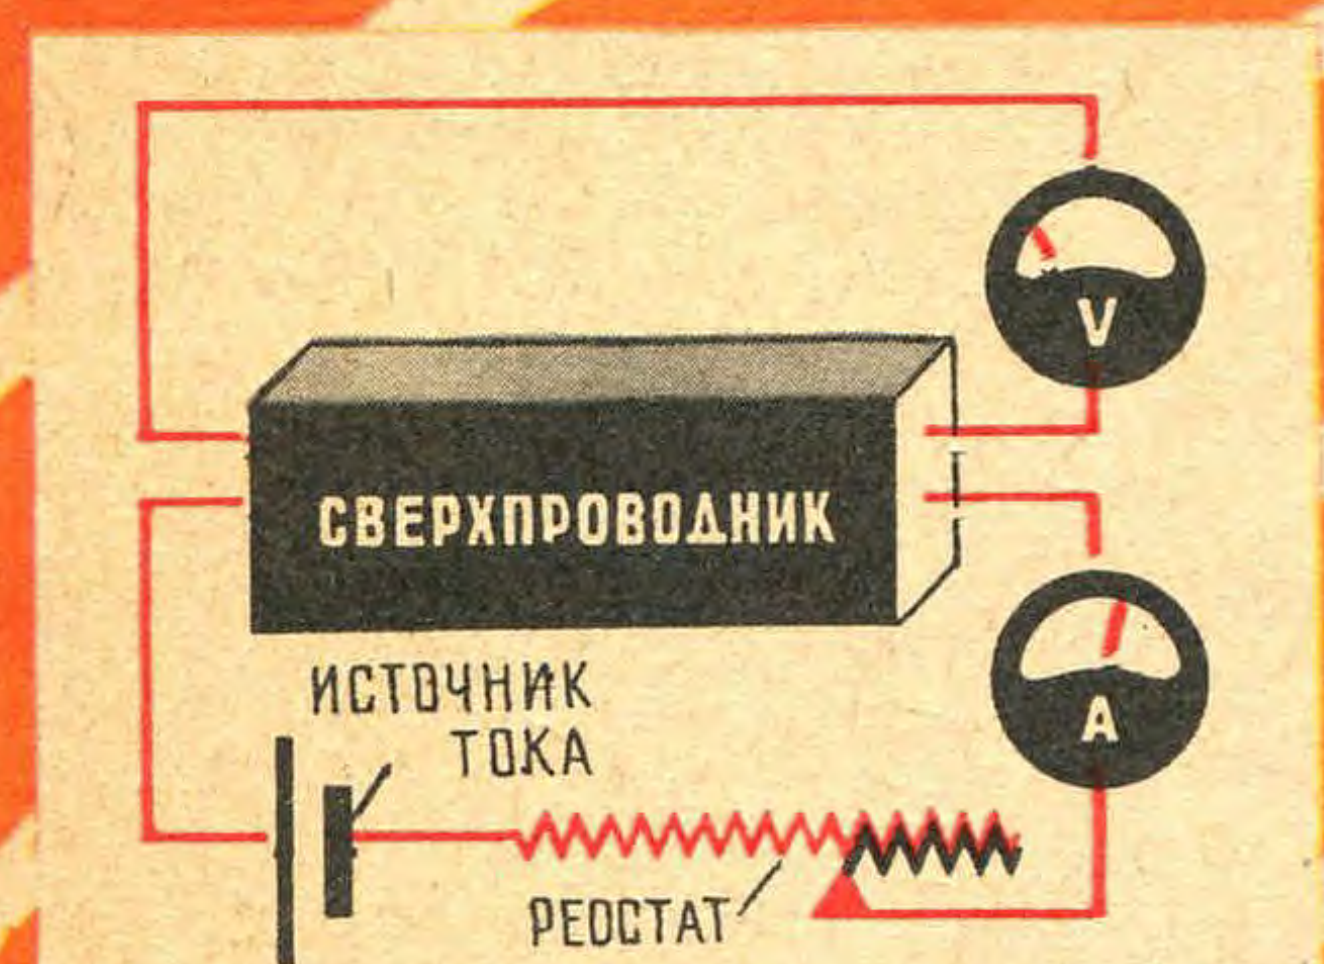 V
СВЕРХПРОВОДНИК
ИСТОЧНИК
ТОКА
А
РЕОСТАТ